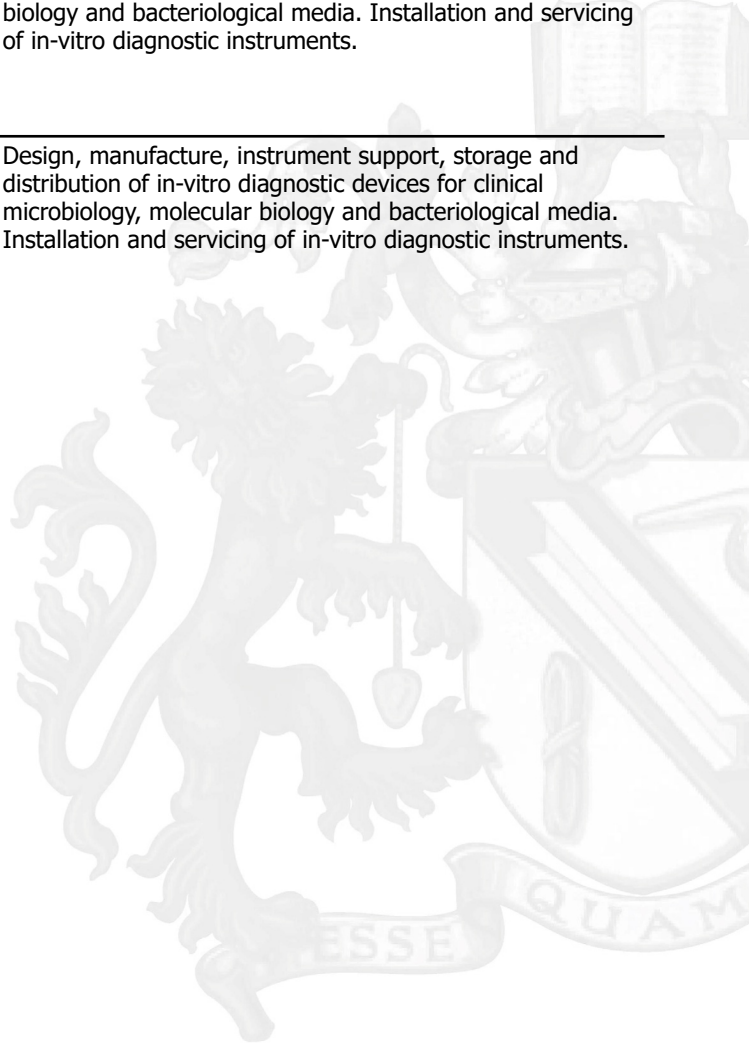 biology and bacteriological media. Installation and servicing
of in-vitro diagnostic instruments.
Design, manufacture, instrument support, storage and
distribution of in-vitro diagnostic devices for clinical
microbiology, molecular biology and bacteriological media.
Installation and servicing of in-vitro diagnostic instruments.
ESSE QUAM